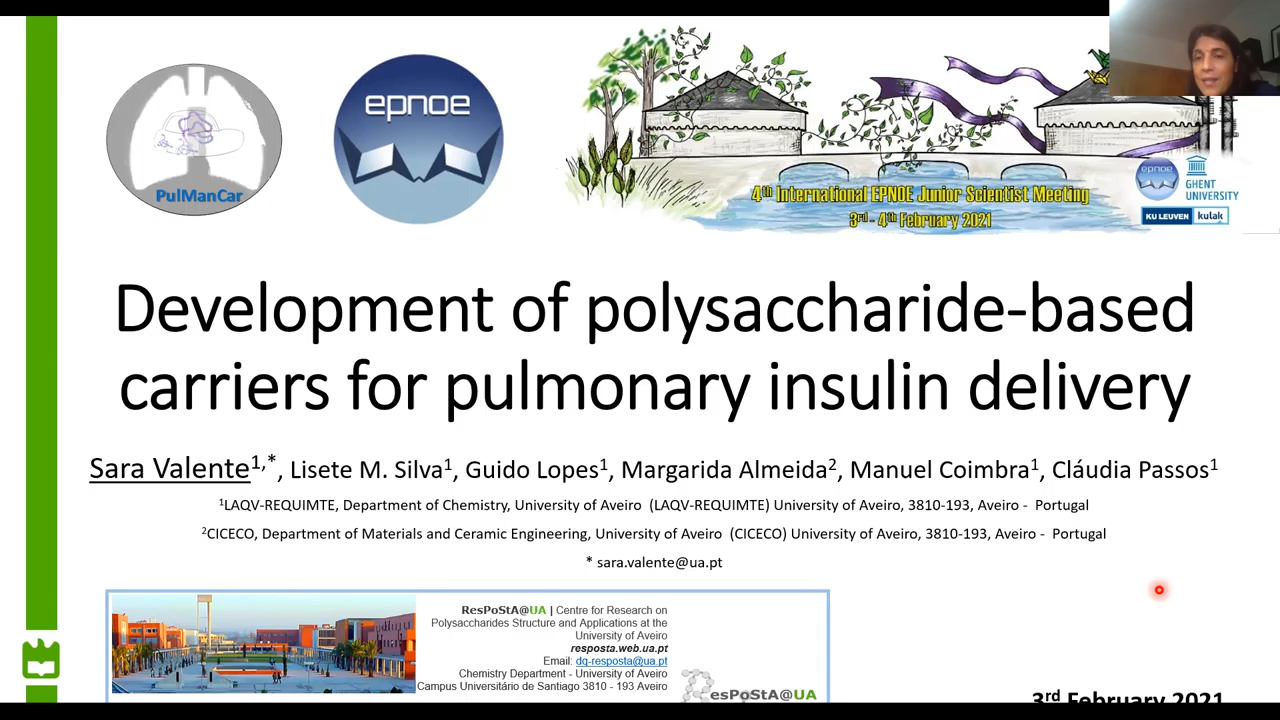 PulManCar
epnoe
4th International EPNOE Junior Scientist Meeting
3rd - 4th February 2021
epnoe
GHENT
UNIVERSITY
KU LEUVEN kulak
Development of polysaccharide-based
carriers for pulmonary insulin delivery
Sara Valente1,*, Lisete M. Silva1, Guido Lopes1, Margarida Almeida2, Manuel Coimbra1, Cláudia Passos1
1LAQV-REQUIMTE, Department of Chemistry, University of Aveiro (LAQV-REQUIMTE) University of Aveiro, 3810-193, Aveiro - Portugal
2CICECO, Department of Materials and Ceramic Engineering, University of Aveiro (CICECO) University of Aveiro, 3810-193, Aveiro - Portugal
* sara.valente@ua.pt
ResPoStA@UA | Centre for Research on
Polysaccharides Structure and Applications at the
University of Aveiro
resposta.web.ua.pt
Email: dq-resposta@ua.pt
Chemistry Department - University of Aveiro
Campus Universitário de Santiago 3810 - 193 Aveiro
esPoStA@UA
3rd February 2021